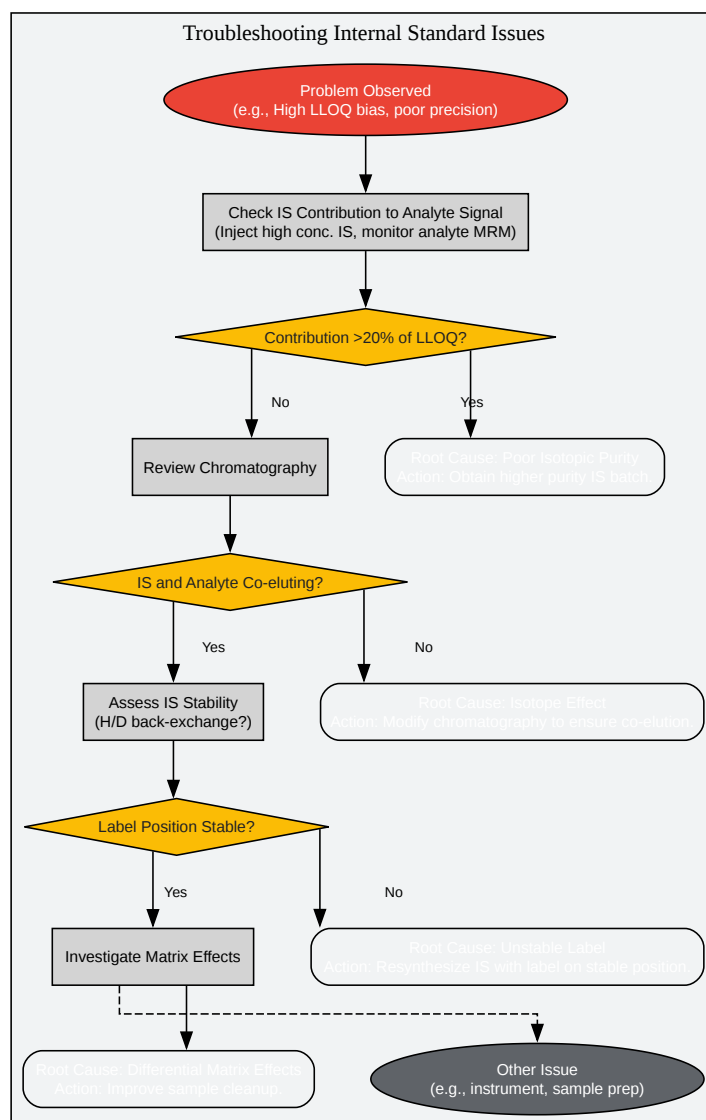 Troubleshooting Internal Standard Issues
Problem Observed
(e.g., High LLOQ bias, poor precision)
Check IS Contribution to Analyte Signal
(Inject high conc. IS, monitor analyte MRM)
Contribution >20% of LLOQ?
No
Yes
Review Chromatography
Root Cause: Poor Isotopic Purity
Action: Obtain higher purity IS batch.
IS and Analyte Co-eluting?
Yes
No
Assess IS Stability
(H/D back-exchange?)
Root Cause: Isotope Effect
Action: Modify chromatography to ensure co-elution.
Label Position Stable?
Yes
No
Investigate Matrix Effects
Root Cause: Unstable Label
Action: Resynthesize IS with label on stable position.
Root Cause: Differential Matrix Effects
Action: Improve sample cleanup.
Other Issue
(e.g., instrument, sample prep)